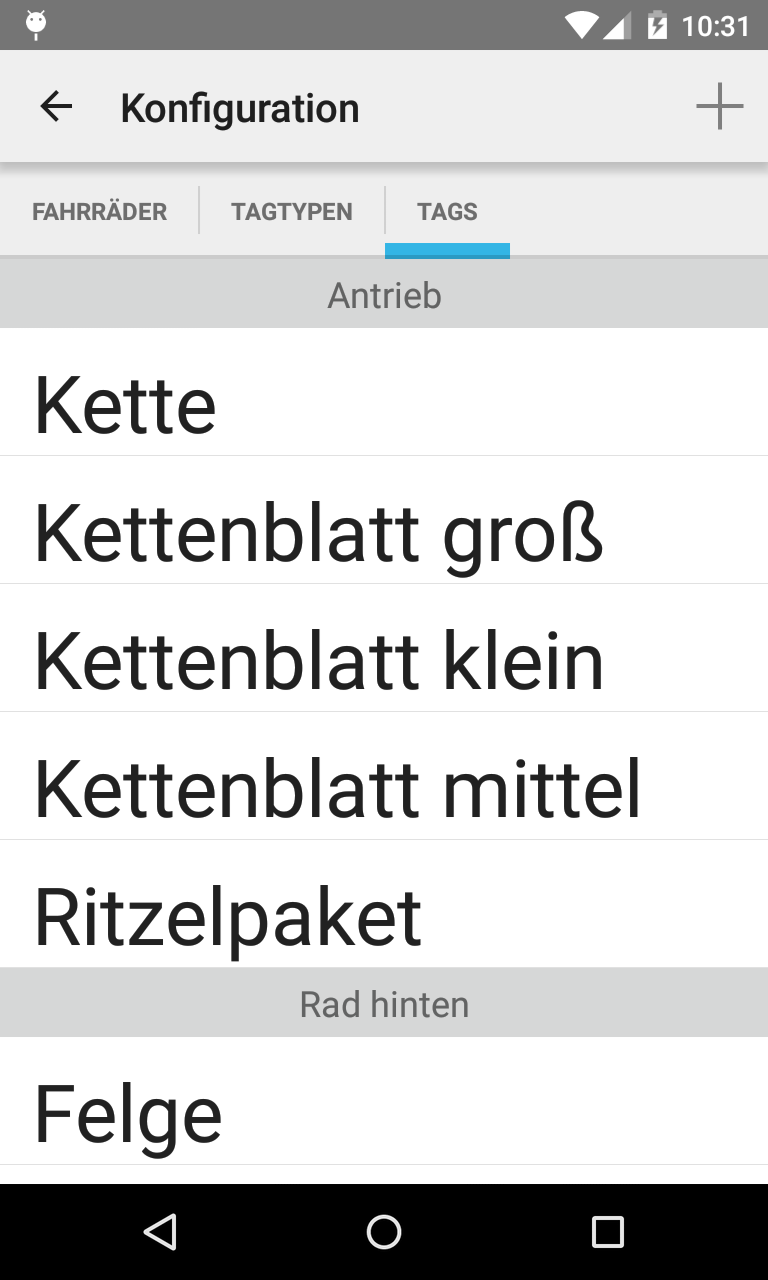 10:31
Konfiguration
FAHRRÄDER TAGTYPEN TAGS
Antrieb
Kette
Kettenblatt groß
Kettenblatt klein
Kettenblatt mittel
Ritzelpaket
Rad hinten
Felge